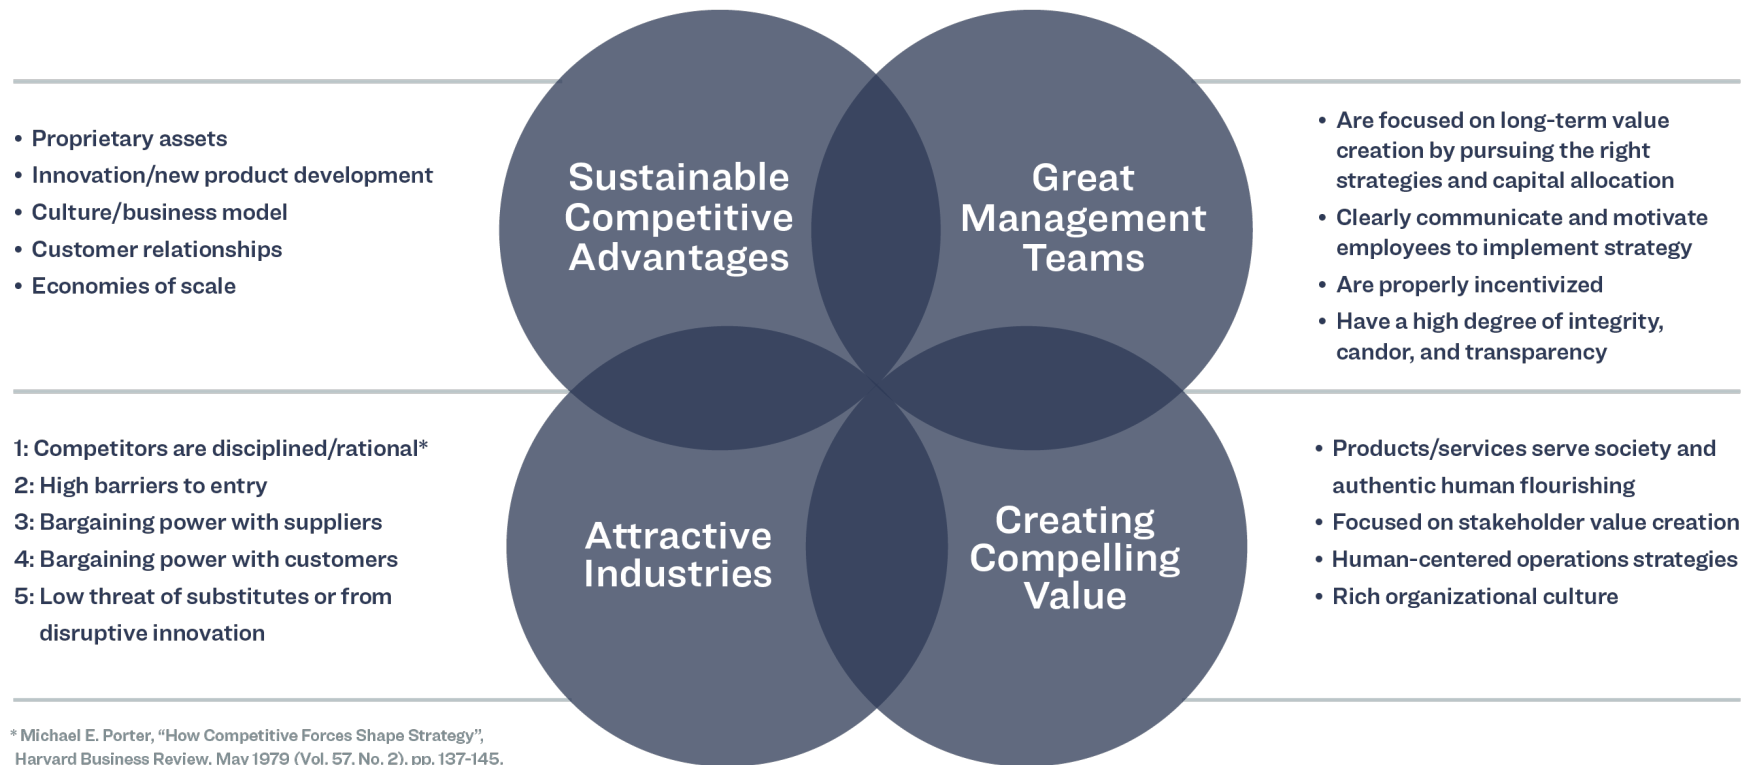 Sustainable
Competitive
Advantages
• Proprietary assets
• Innovation/new product development
• Culture/business model
• Customer relationships
• Economies of scale
Great
Management
Teams
• Are focused on long-term value
creation by pursuing the right
strategies and capital allocation
• Clearly communicate and motivate
employees to implement strategy
• Are properly incentivized
• Have a high degree of integrity,
candor, and transparency
Attractive
Industries
1: Competitors are disciplined/rational*
2: High barriers to entry
3: Bargaining power with suppliers
4: Bargaining power with customers
5: Low threat of substitutes or from
disruptive innovation
Creating
Compelling
Value
• Products/services serve society and
authentic human flourishing
• Focused on stakeholder value creation
• Human-centered operations strategies
• Rich organizational culture
* Michael E. Porter, “How Competitive Forces Shape Strategy”,
Harvard Business Review, May 1979 (Vol. 57, No. 2), pp. 137-145.